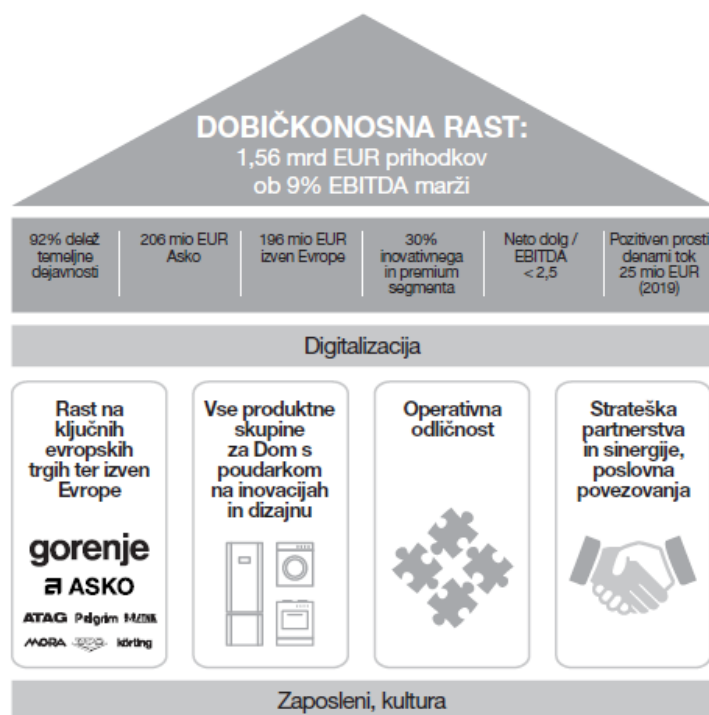 DOBIČKONOSNA RAST:
1,56 mrd EUR prihodkov
ob 9% EBITDA marži
92% delež
temeljne
dejavnosti
206 mio EUR
Asko
196 mio EUR
izven Evrope
30%
inovativnega
in premium
segmenta
Neto dolg /
EBITDA
< 2,5
Pozitiven prosti
denarni tok
25 mio EUR
(2019)
Digitalizacija
Rast na
ključnih
evropskih
trgih ter izven
Evrope
gorenje
ASKO
ATAG Pelgrim
MORA körting
Vse produktne
skupine
za Dom s
poudarkom
na inovacijah
in dizajnu
Operativna
odličnost
Strateška
partnerstva
in sinergije,
poslovna
povezovanja
Zaposleni, kultura